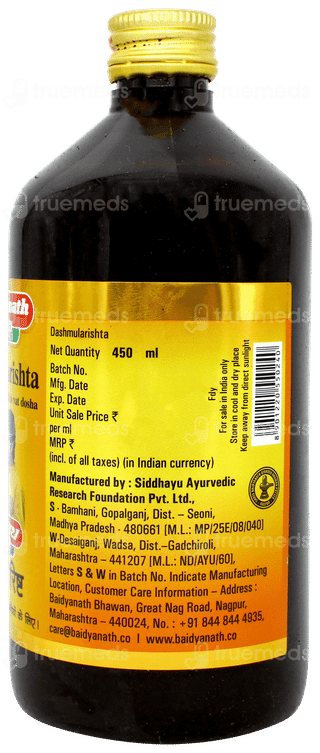 truemeds
Dashmularishta
Net Quantity 450 ml
Batch No.
Mfg. Date
Exp. Date
Unit Sale Price ₹
per ml
MRP ₹
(incl. of all taxes) (in Indian currency)
Manufactured by : Siddhayu Ayurvedic
Research Foundation Pvt. Ltd.,
S - Bamhani, Gopalganj, Dist. – Seoni,
Madhya Pradesh - 480661 [M.L.: MP/25E/08/040]
W-Desaiganj, Wadsa, Dist.–Gadchiroli,
Maharashtra – 441207 [M.L.: ND/AYU/60],
Letters S & W in Batch No. Indicate Manufacturing
Location, Customer Care Information – Address :
Baidyanath Bhawan, Great Nag Road, Nagpur,
Maharashtra – 440024, No. : +91 844 844 4935,
care@baidyanath.co I www.baidyanath.co
Fdy
For sale in India only
Store in cool and dry place
Keep away from direct sunlight